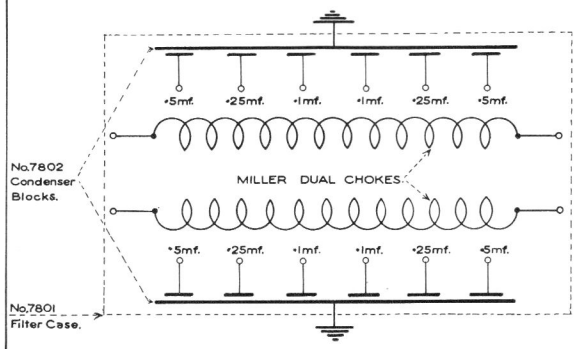 ·5mf. ·25mf. ·1mf. ·1mf. ·25mf. ·5mf.
No.7802
Condenser
Blocks.
MILLER DUAL CHOKES.
·5mf. ·25mf. ·1mf. ·1mf. ·25mf. ·5mf.
No.7801
Filter Case.